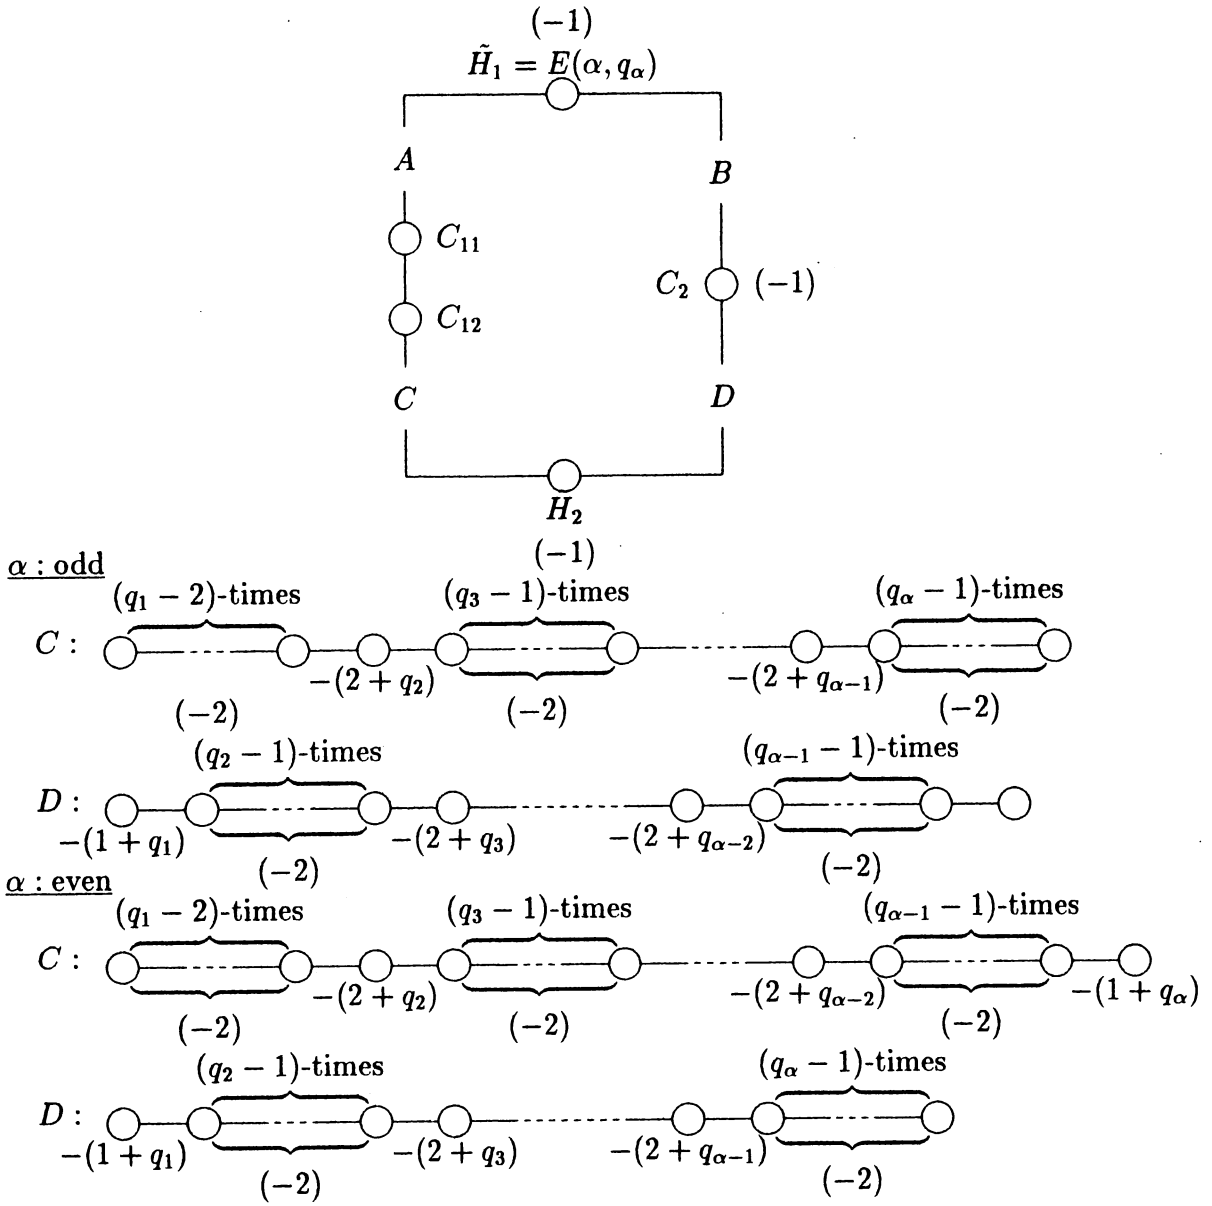 (−1)
H̃₁ = E(α, q_α)
A
B
C₁₁
C₂ (−1)
C₁₂
C
D
H₂
(−1)
α : odd
(q₁ − 2)-times (q₃ − 1)-times (q_α − 1)-times
C :
−(2 + q₂) −(2 + q_{α−1})
(−2) (−2) (−2)
(q₂ − 1)-times (q_{α−1} − 1)-times
D :
−(1 + q₁) −(2 + q₃) −(2 + q_{α−2})
(−2) (−2)
α : even
(q₁ − 2)-times (q₃ − 1)-times (q_{α−1} − 1)-times
C :
−(2 + q₂) −(2 + q_{α−2}) −(1 + q_α)
(−2) (−2) (−2)
(q₂ − 1)-times (q_α − 1)-times
D :
−(1 + q₁) −(2 + q₃) −(2 + q_{α−1})
(−2) (−2)